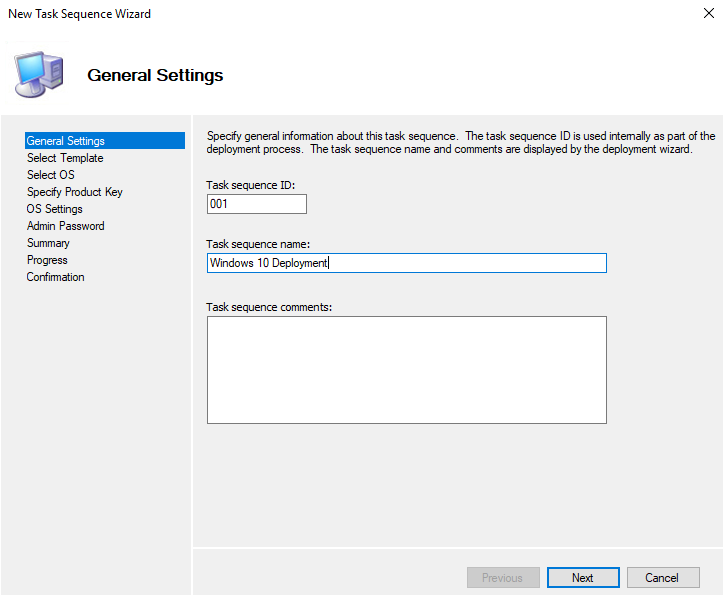 New Task Sequence Wizard
General Settings
General Settings
Select Template
Select OS
Specify Product Key
OS Settings
Admin Password
Summary
Progress
Confirmation
Specify general information about this task sequence.  The task sequence ID is used internally as part of the
deployment process.  The task sequence name and comments are displayed by the deployment wizard.
Task sequence ID:
001
Task sequence name:
Windows 10 Deployment
Task sequence comments:
Previous
Next
Cancel